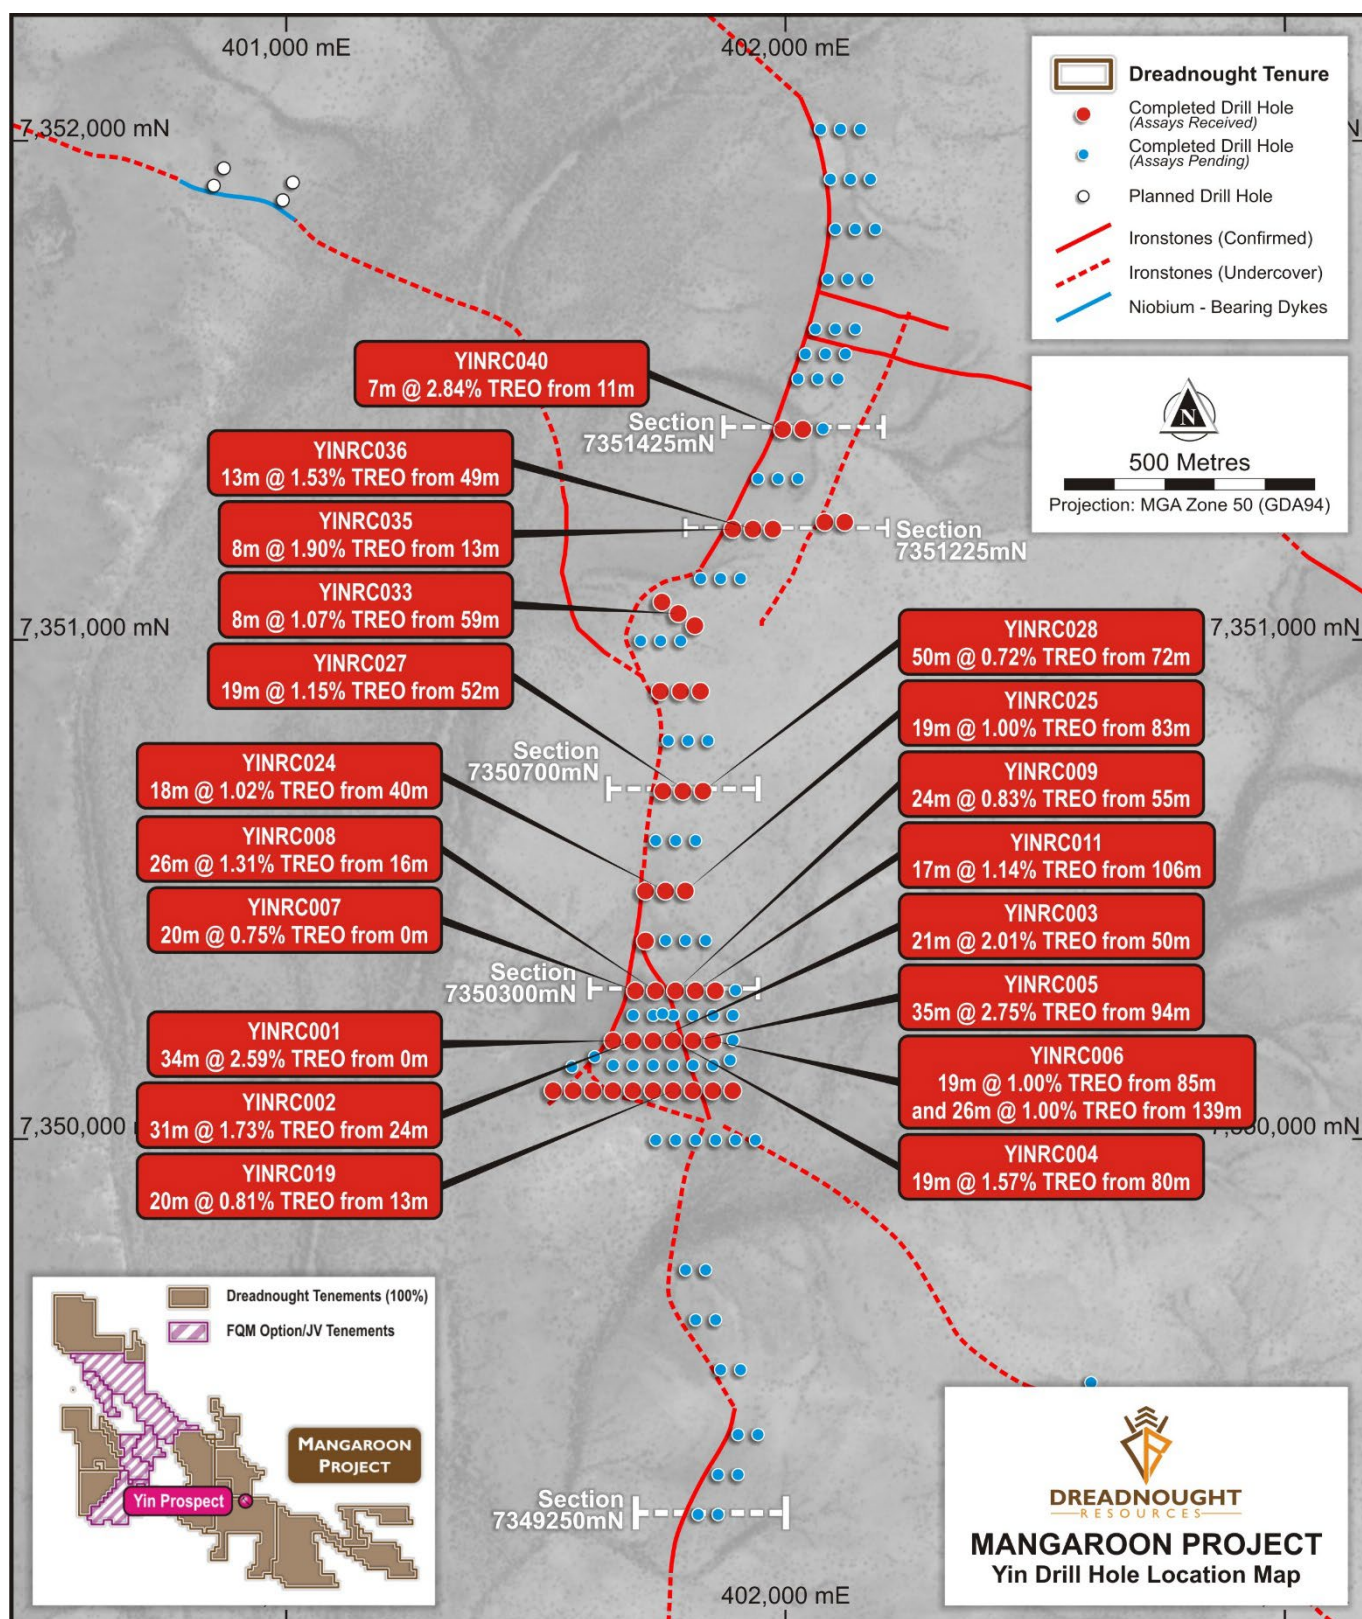 401,000 mE
402,000 mE
7,352,000 mN
N
Dreadnought Tenure
Completed Drill Hole
(Assays Received)
Completed Drill Hole
(Assays Pending)
Planned Drill Hole
Ironstones (Confirmed)
Ironstones (Undercover)
Niobium - Bearing Dykes
N
500 Metres
Projection: MGA Zone 50 (GDA94)
YINRC040
7m @ 2.84% TREO from 11m
Section
7351425mN
YINRC036
13m @ 1.53% TREO from 49m
YINRC035
8m @ 1.90% TREO from 13m
Section
7351225mN
YINRC033
8m @ 1.07% TREO from 59m
7,351,000 mN
7,351,000 mN
YINRC027
19m @ 1.15% TREO from 52m
YINRC028
50m @ 0.72% TREO from 72m
YINRC025
19m @ 1.00% TREO from 83m
Section
7350700mN
YINRC024
18m @ 1.02% TREO from 40m
YINRC009
24m @ 0.83% TREO from 55m
YINRC008
26m @ 1.31% TREO from 16m
YINRC011
17m @ 1.14% TREO from 106m
YINRC007
20m @ 0.75% TREO from 0m
YINRC003
21m @ 2.01% TREO from 50m
Section
7350300mN
YINRC005
35m @ 2.75% TREO from 94m
YINRC001
34m @ 2.59% TREO from 0m
YINRC006
19m @ 1.00% TREO from 85m
and 26m @ 1.00% TREO from 139m
YINRC002
31m @ 1.73% TREO from 24m
7,350,000 m
7,350,000 mN
YINRC019
20m @ 0.81% TREO from 13m
YINRC004
19m @ 1.57% TREO from 80m
Dreadnought Tenements (100%)
FQM Option/JV Tenements
MANGAROON
PROJECT
Yin Prospect
Section
7349250mN
402,000 mE
DREADNOUGHT
RESOURCES
MANGAROON PROJECT
Yin Drill Hole Location Map